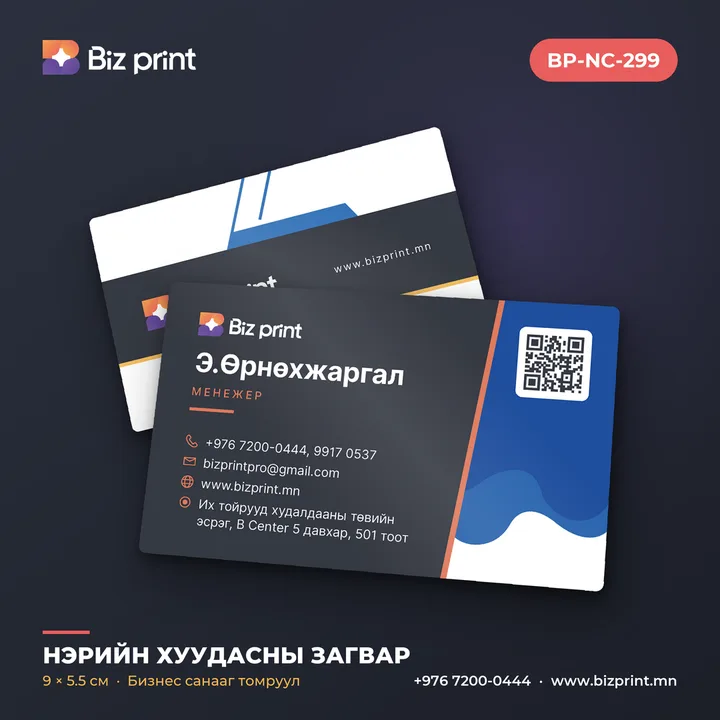 Biz print
BP-NC-299
www.bizprint.mn
Biz print
Э.Өрнөхжаргал
МЕНЕЖЕР
+976 7200-0444, 9917 0537
bizprintpro@gmail.com
www.bizprint.mn
Их тойрууд худалдааны төвийн
эсрэг, B Center 5 давхар, 501 тоот
НЭРИЙН ХУУДАСНЫ ЗАГВАР
9 × 5.5 см · Бизнес санааг томруул
+976 7200-0444 · www.bizprint.mn